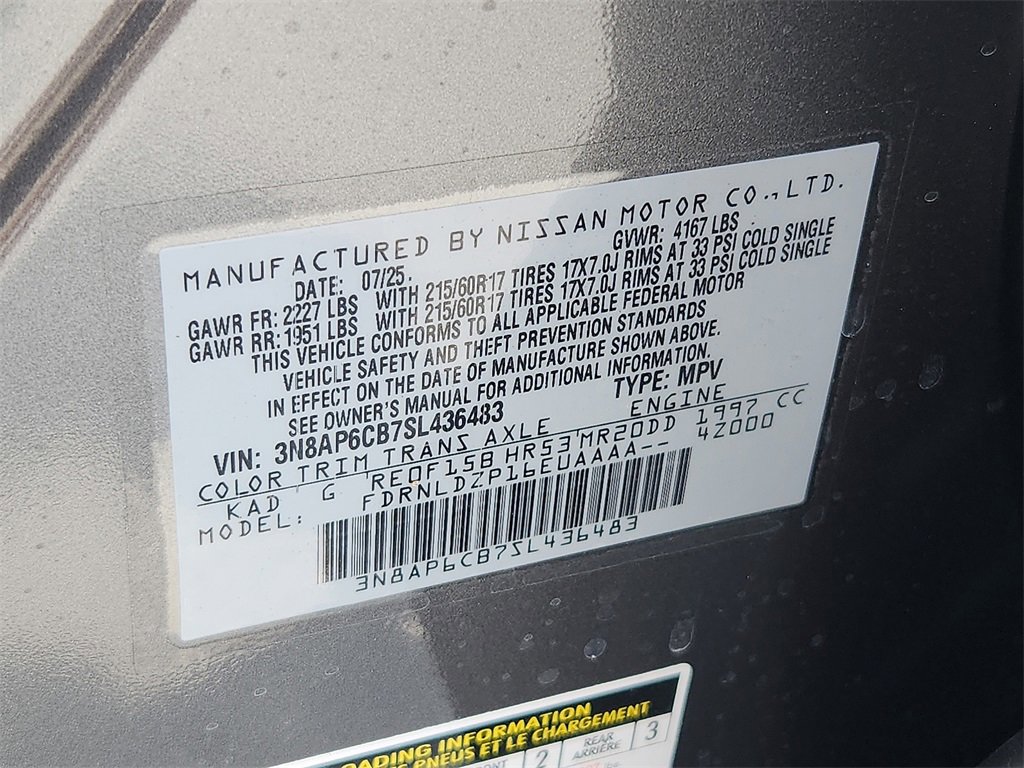 MANUFACTURED BY NISSAN MOTOR CO., LTD.
DATE: 07/25. GVWR: 4167 LBS
GAWR FR: 2227 LBS WITH 215/60R17 TIRES 17X7.0J RIMS AT 33 PSI COLD SINGLE
GAWR RR: 1951 LBS WITH 215/60R17 TIRES 17X7.0J RIMS AT 33 PSI COLD SINGLE
THIS VEHICLE CONFORMS TO ALL APPLICABLE FEDERAL MOTOR
VEHICLE SAFETY AND THEFT PREVENTION STANDARDS
IN EFFECT ON THE DATE OF MANUFACTURE SHOWN ABOVE.
SEE OWNER'S MANUAL FOR ADDITIONAL INFORMATION.
VIN: 3N8AP6CB7SL436483 TYPE: MPV
COLOR TRIM TRANS AXLE ENGINE
KAD G RE0F15B HR53 MR20DD 1997 CC
MODEL: FDRNLDZP16EUAAAA-- 4Z000
3N8AP6CB7SL436483
ADING INFORMATION
PNEUS ET LE CHARGEMENT
2 REAR ARRIÈRE 3